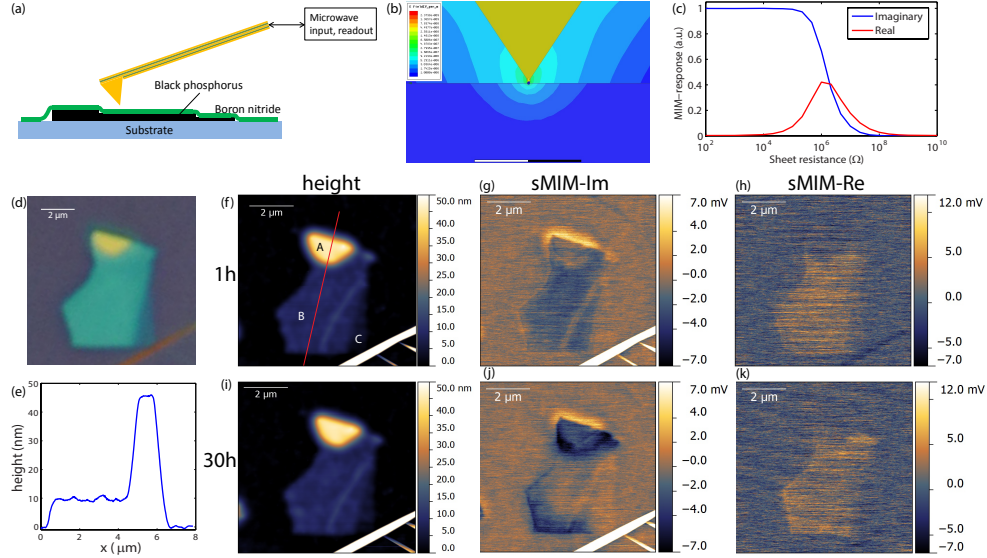 (a)
Microwave
input, readout
Black phosphorus
Boron nitride
Substrate
(b)
(c)
MIM−response (a.u.)
1
0.8
0.6
0.4
0.2
0
Imaginary
Real
10^2
10^4
10^6
10^8
10^10
Sheet resistance (Ω)
height
sMIM-Im
sMIM-Re
(d)
2 μm
(f)
2 μm
A
B
C
50.0 nm
45.0
40.0
35.0
30.0
25.0
20.0
15.0
10.0
5.0
0.0
(g)
2 μm
7.0 mV
4.0
2.0
−0.0
−2.0
−4.0
−7.0
(h)
2 μm
12.0 mV
5.0
0.0
−5.0
−7.0
1h
(e)
height (nm)
50
40
30
20
10
0
0
2
4
6
8
x (μm)
30h
(i)
2 μm
50.0 nm
45.0
40.0
35.0
30.0
25.0
20.0
15.0
10.0
5.0
0.0
(j)
2 μm
7.0 mV
4.0
2.0
−0.0
−2.0
−4.0
−7.0
(k)
2 μm
12.0 mV
5.0
0.0
−5.0
−7.0